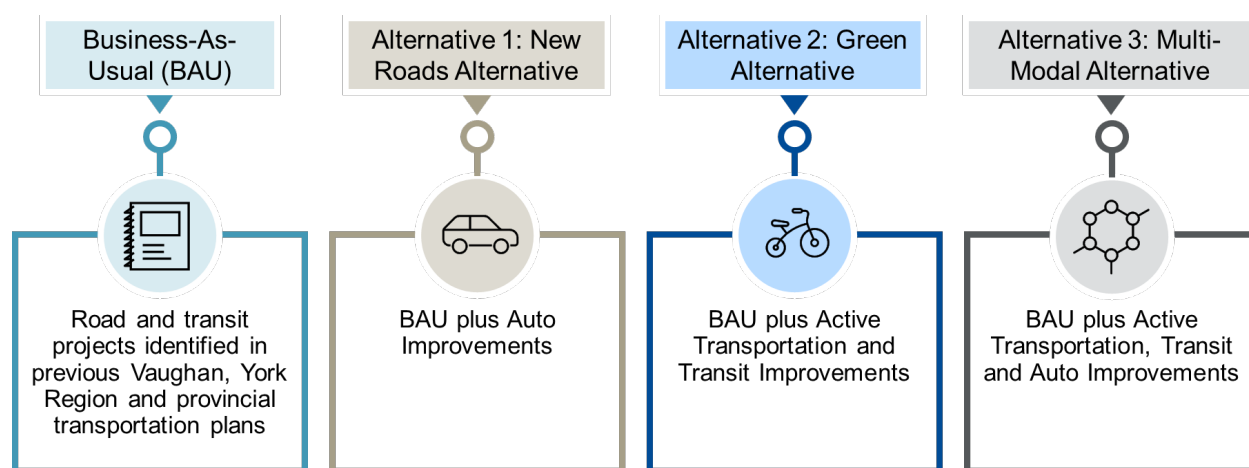 Business-As-
Usual (BAU)
Road and transit
projects identified in
previous Vaughan, York
Region and provincial
transportation plans
Alternative 1: New
Roads Alternative
BAU plus Auto
Improvements
Alternative 2: Green
Alternative
BAU plus Active
Transportation and
Transit Improvements
Alternative 3: Multi-
Modal Alternative
BAU plus Active
Transportation, Transit
and Auto Improvements